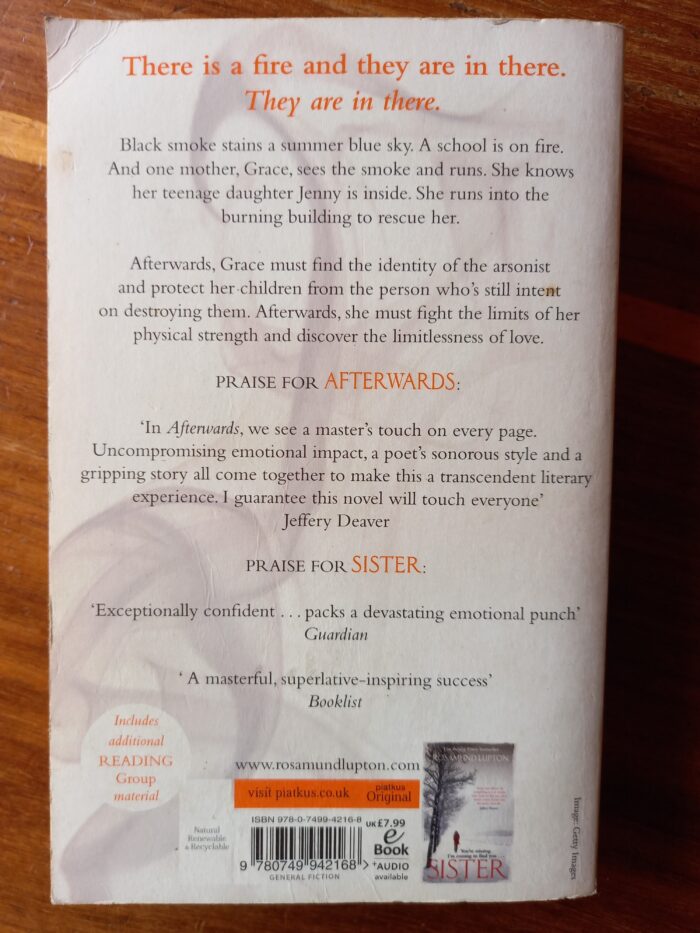 There is a fire and they are in there.
They are in there.
Black smoke stains a summer blue sky. A school is on fire.
And one mother, Grace, sees the smoke and runs. She knows
her teenage daughter Jenny is inside. She runs into the
burning building to rescue her.
Afterwards, Grace must find the identity of the arsonist
and protect her children from the person who's still intent
on destroying them. Afterwards, she must fight the limits of her
physical strength and discover the limitlessness of love.
PRAISE FOR AFTERWARDS:
‘In Afterwards, we see a master’s touch on every page.
Uncompromising emotional impact, a poet’s sonorous style and a
gripping story all come together to make this a transcendent literary
experience. I guarantee this novel will touch everyone’
Jeffery Deaver
PRAISE FOR SISTER:
‘Exceptionally confident . . . packs a devastating emotional punch’
Guardian
‘ A masterful, superlative-inspiring success’
Booklist
Includes
additional
READING
Group
material
www.rosamundlupton.com
visit piatkus.co.uk
piatkus
Original
ISBN 978-0-7499-4216-8
UK £7.99
Natural
Renewable
& Recyclable
eBook
+AUDIO
available
9 780749 942168 >
GENERAL FICTION
ROSAMUND LUPTON
You're missing.
I'm coming to find you...
SISTER
Image: Getty Images